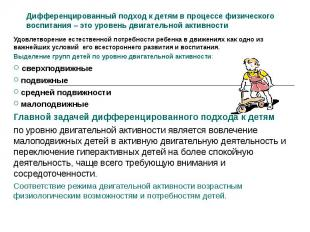 Дифференцированный подход к детям в процессе физического
воспитания – это уровень двигательной активности
Удовлетворение естественной потребности ребенка в движениях как одно из
важнейших условий его всестороннего развития и воспитания.
Выделение групп детей по уровню двигательной активности:
сверхподвижные
подвижные
средней подвижности
малоподвижные
Главной задачей дифференцированного подхода к детям
по уровню двигательной активности является вовлечение
малоподвижных детей в активную двигательную деятельность и
переключение гиперактивных детей на более спокойную
деятельность, чаще всего требующую внимания и
сосредоточенности.
Соответствие режима двигательной активности возрастным
физиологическим возможностям и потребностям детей.